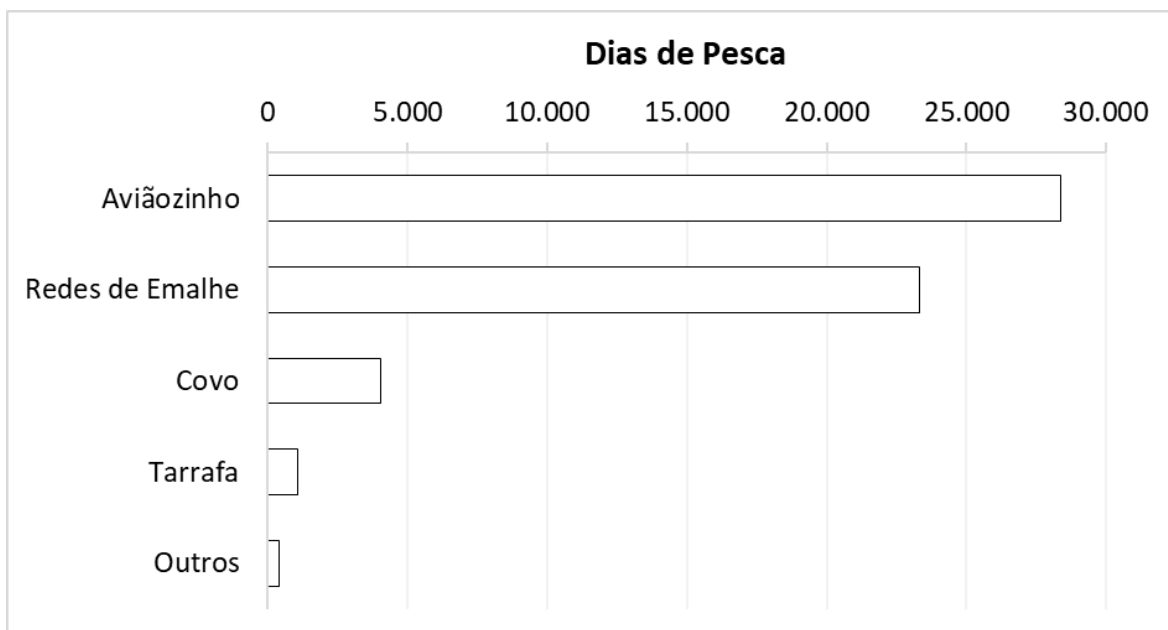 Dias de Pesca
0 5.000 10.000 15.000 20.000 25.000 30.000
Aviãozinho
Redes de Emalhe
Covo
Tarrafa
Outros